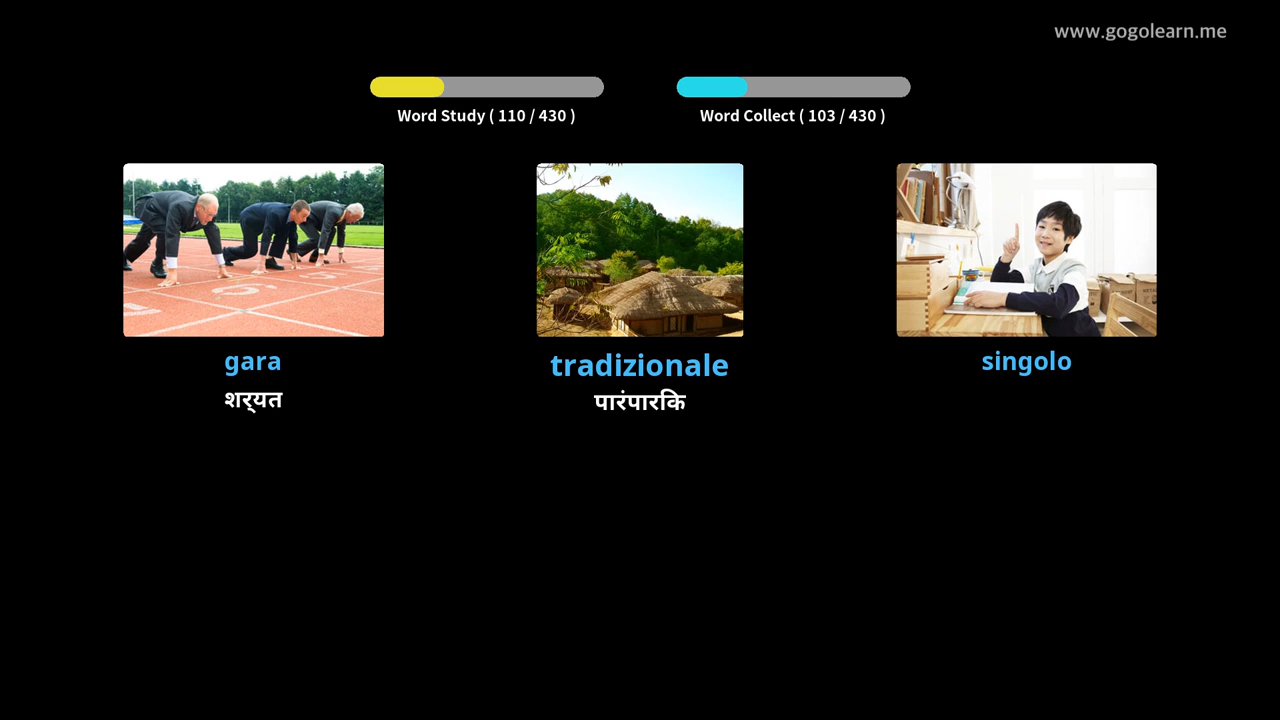 www.gogolearn.me
Word Study ( 110 / 430 )
Word Collect ( 103 / 430 )
gara
tradizionale
singolo
शर्‍यत
पारंपारकि